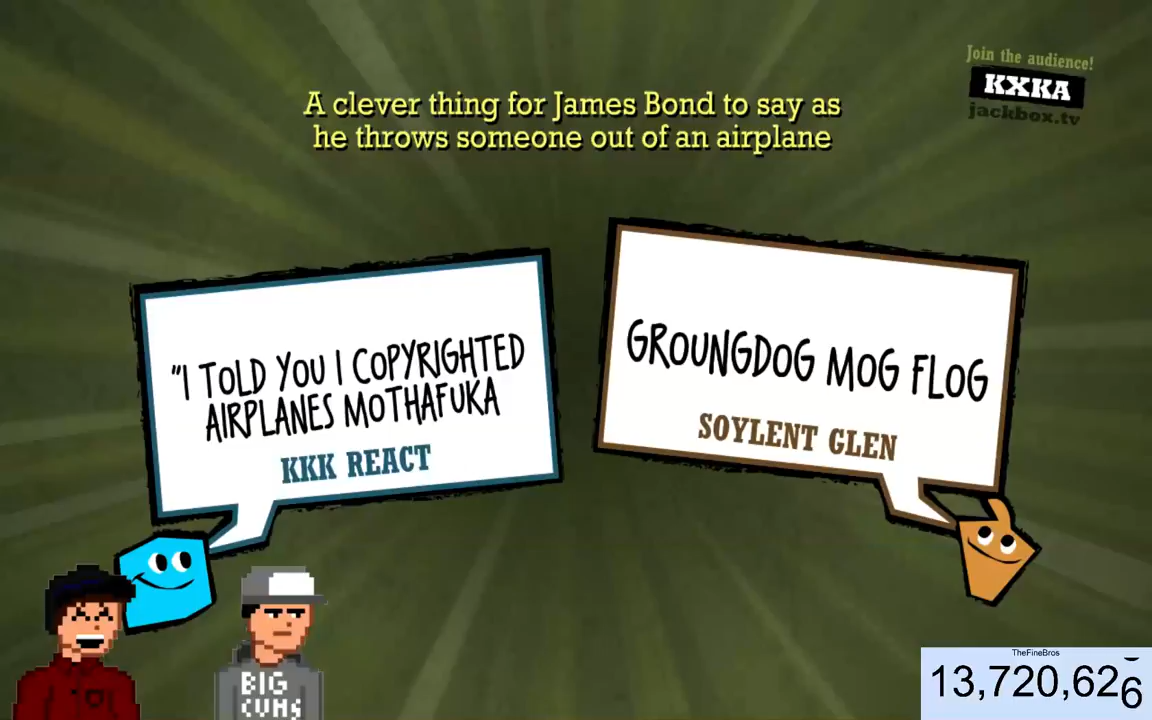 Join the audience!
KXKA
jackbox.tv
A clever thing for James Bond to say as
he throws someone out of an airplane
"I TOLD YOU I COPYRIGHTED
AIRPLANES MOTHAFUKA
KKK REACT
GROUNGDOG MOG FLOG
SOYLENT GLEN
BIG
CUMS
TheFineBros
13,720,626